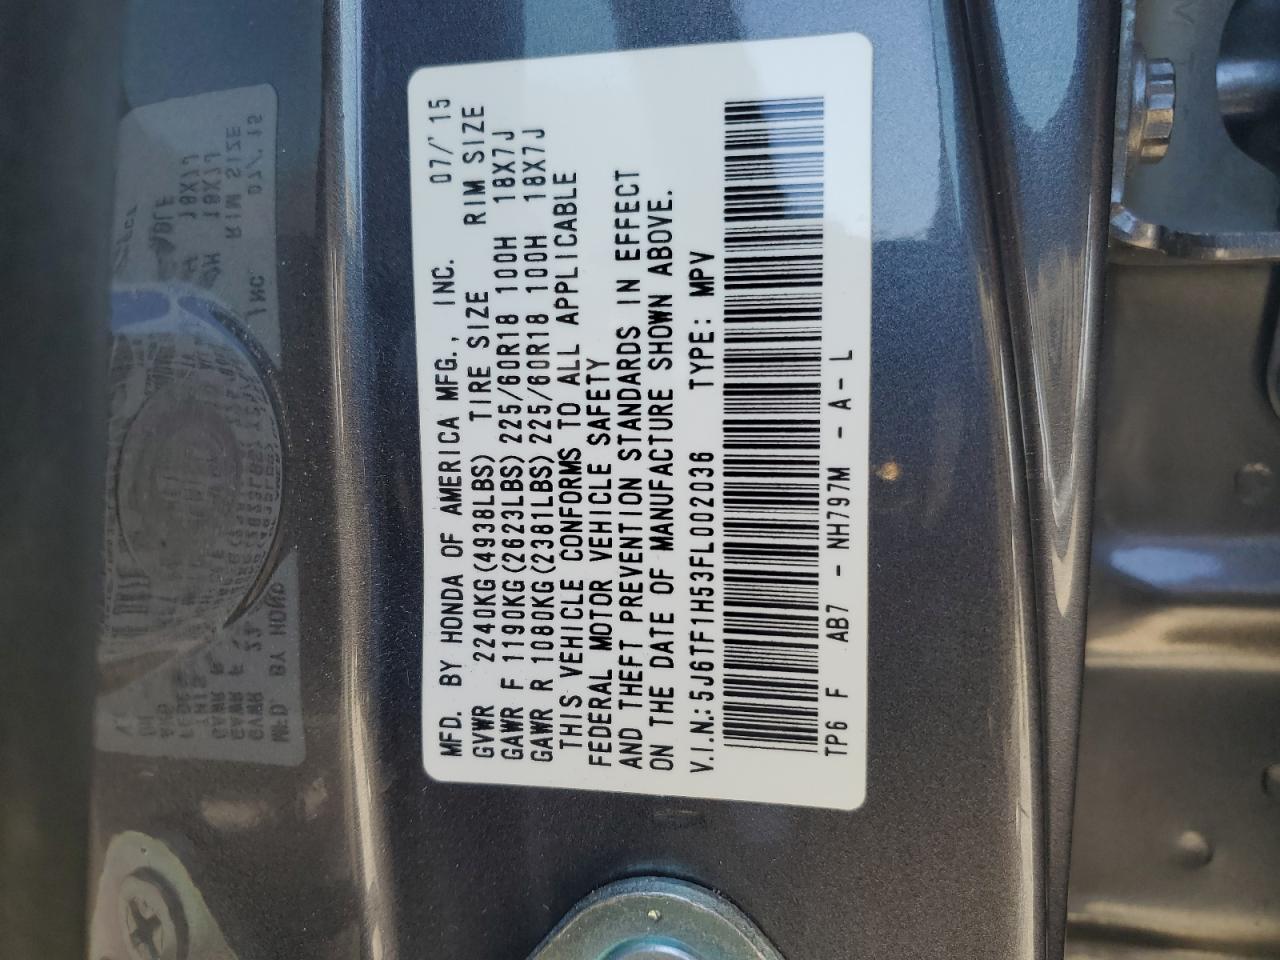 MFD. BY HONDA OF AMERICA MFG., INC. 07/'15
GVWR 2240KG(4938LBS) TIRE SIZE RIM SIZE
GAWR F 1190KG(2623LBS) 225/60R18 100H 18X7J
GAWR R 1080KG(2381LBS) 225/60R18 100H 18X7J
THIS VEHICLE CONFORMS TO ALL APPLICABLE
FEDERAL MOTOR VEHICLE SAFETY
AND THEFT PREVENTION STANDARDS IN EFFECT
ON THE DATE OF MANUFACTURE SHOWN ABOVE.
V.I.N.: 5J6TF1H53FL002036 TYPE: MPV
TP6 F AB7 - NH797M - A - L